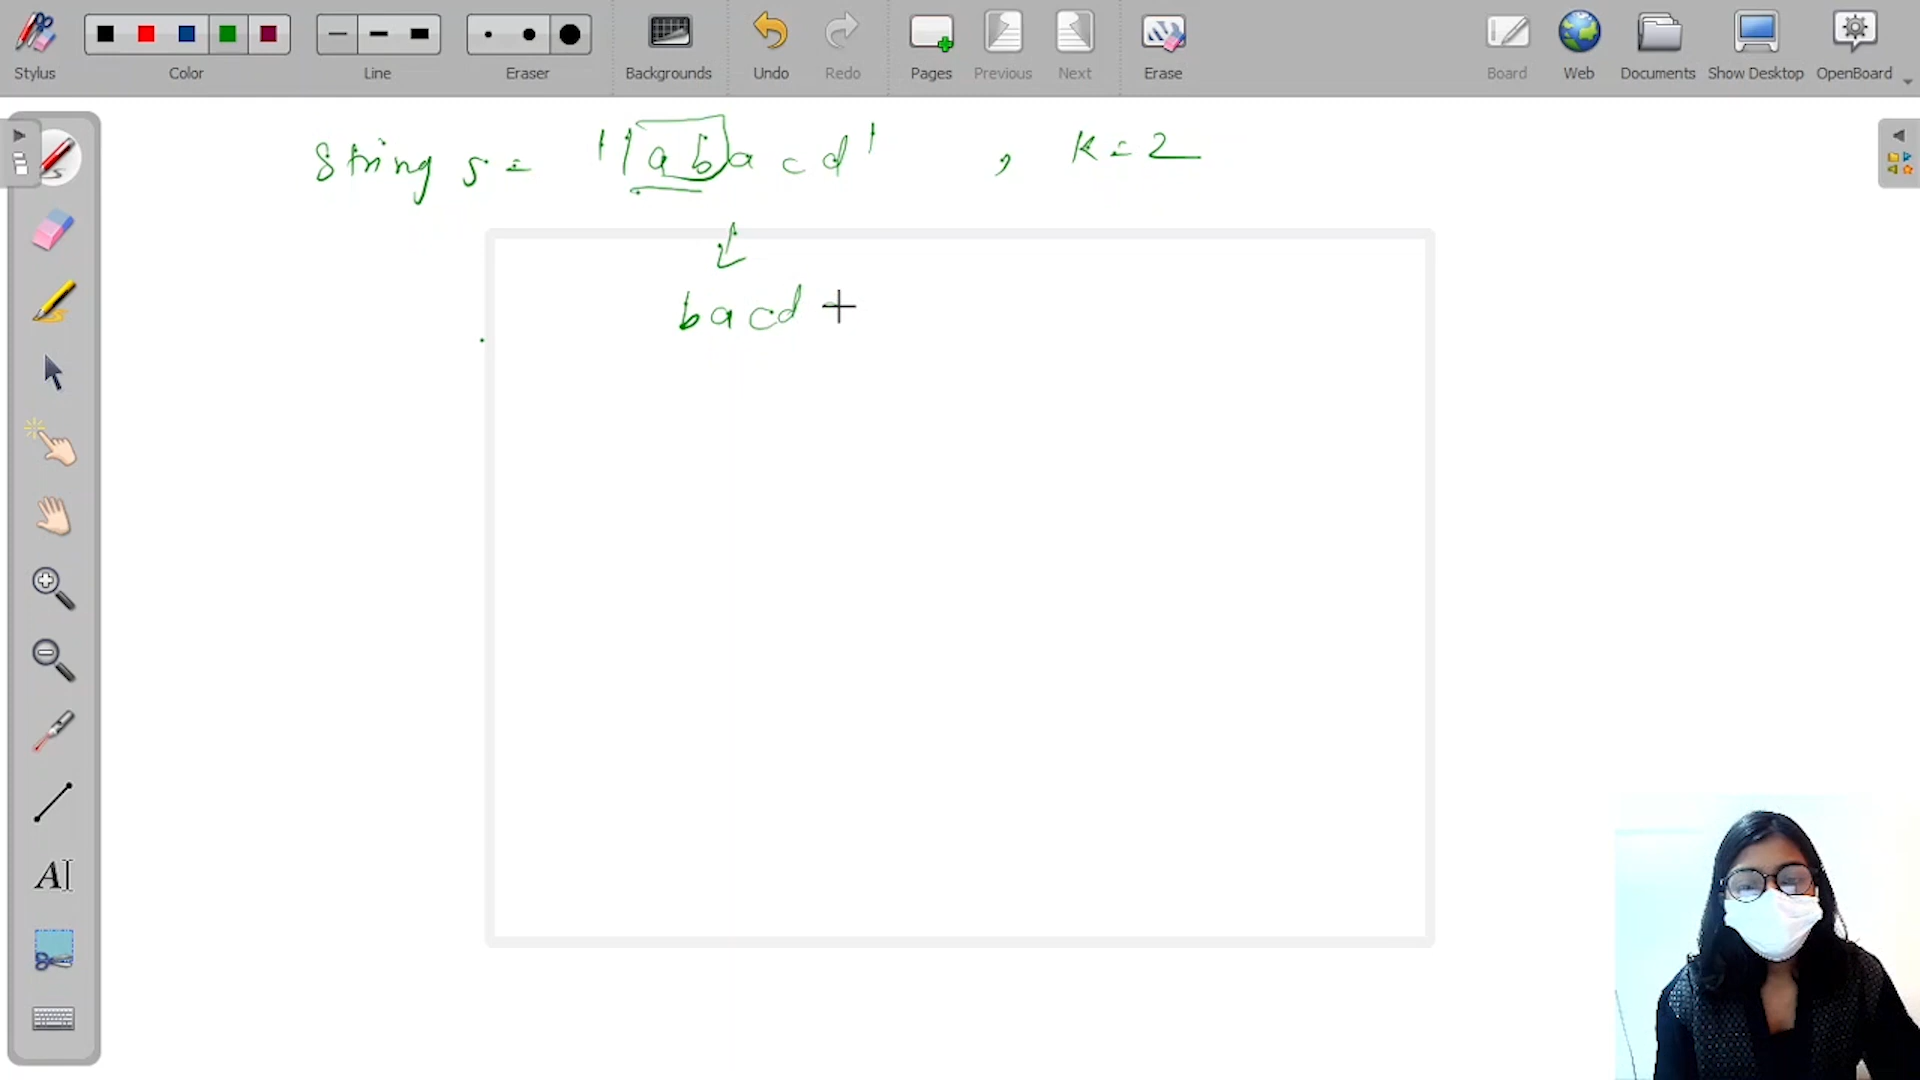 Stylus
Color
Line
Eraser
Backgrounds
Undo
Redo
Pages
Previous
Next
Erase
Board
Web
Documents
Show Desktop
OpenBoard
String s = "abacd" , K = 2
bacd
A